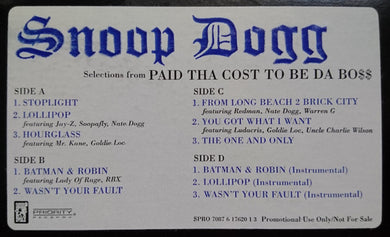 Snoop Dogg
Selections from PAID THA COST TO BE DA BO$$
SIDE A
1. STOPLIGHT
2. LOLLIPOP
featuring Jay-Z, Soopafly, Nate Dogg
3. HOURGLASS
featuring Mr. Kane, Goldie Loc
SIDE B
1. BATMAN & ROBIN
featuring Lady Of Rage, RBX
2. WASN'T YOUR FAULT
SIDE C
1. FROM LONG BEACH 2 BRICK CITY
featuring Redman, Nate Dogg, Warren G
2. YOU GOT WHAT I WANT
featuring Ludacris, Goldie Loc, Uncle Charlie Wilson
3. THE ONE AND ONLY
SIDE D
1. BATMAN & ROBIN (Instrumental)
2. LOLLIPOP (Instrumental)
3. WASN'T YOUR FAULT (Instrumental)
PRIORITY
RECORDS
SPRO 7087 6 17620 1 3 Promotional Use Only/Not For Sale